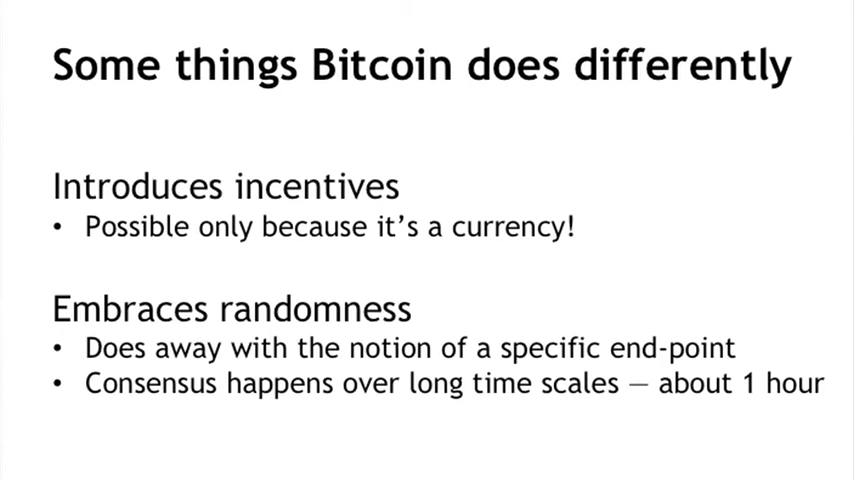 Some things Bitcoin does differently
Introduces incentives
• Possible only because it’s a currency!
Embraces randomness
• Does away with the notion of a specific end-point
• Consensus happens over long time scales — about 1 hour